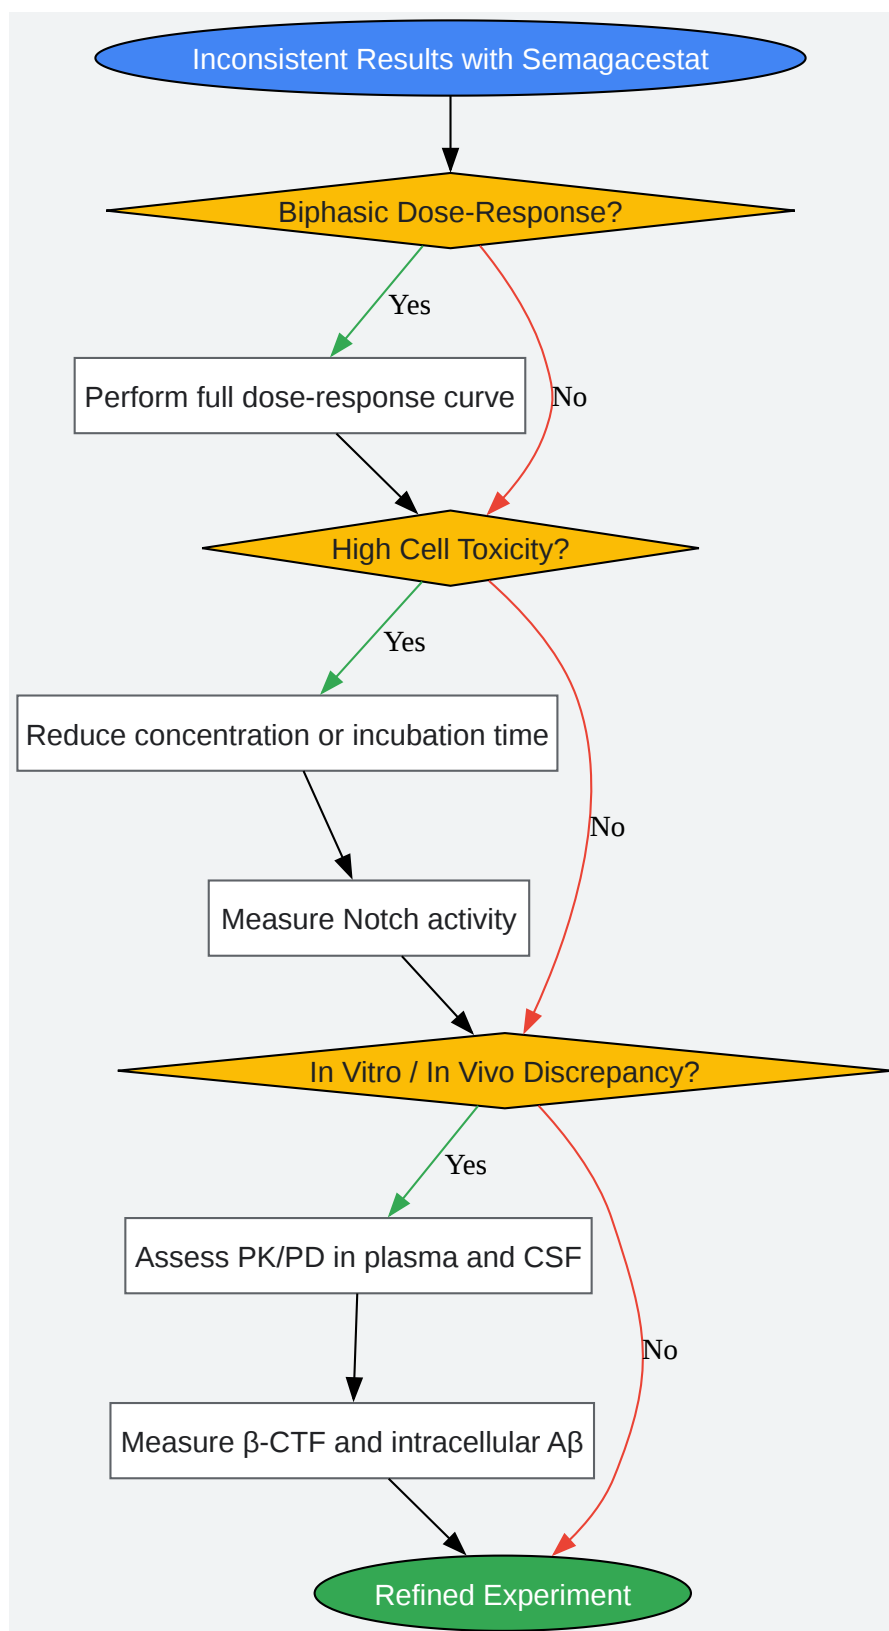 Inconsistent Results with Semagacestat
Biphasic Dose-Response?
Yes
Perform full dose-response curve
No
High Cell Toxicity?
Yes
Reduce concentration or incubation time
No
Measure Notch activity
In Vitro / In Vivo Discrepancy?
Yes
Assess PK/PD in plasma and CSF
No
Measure β-CTF and intracellular Aβ
Refined Experiment